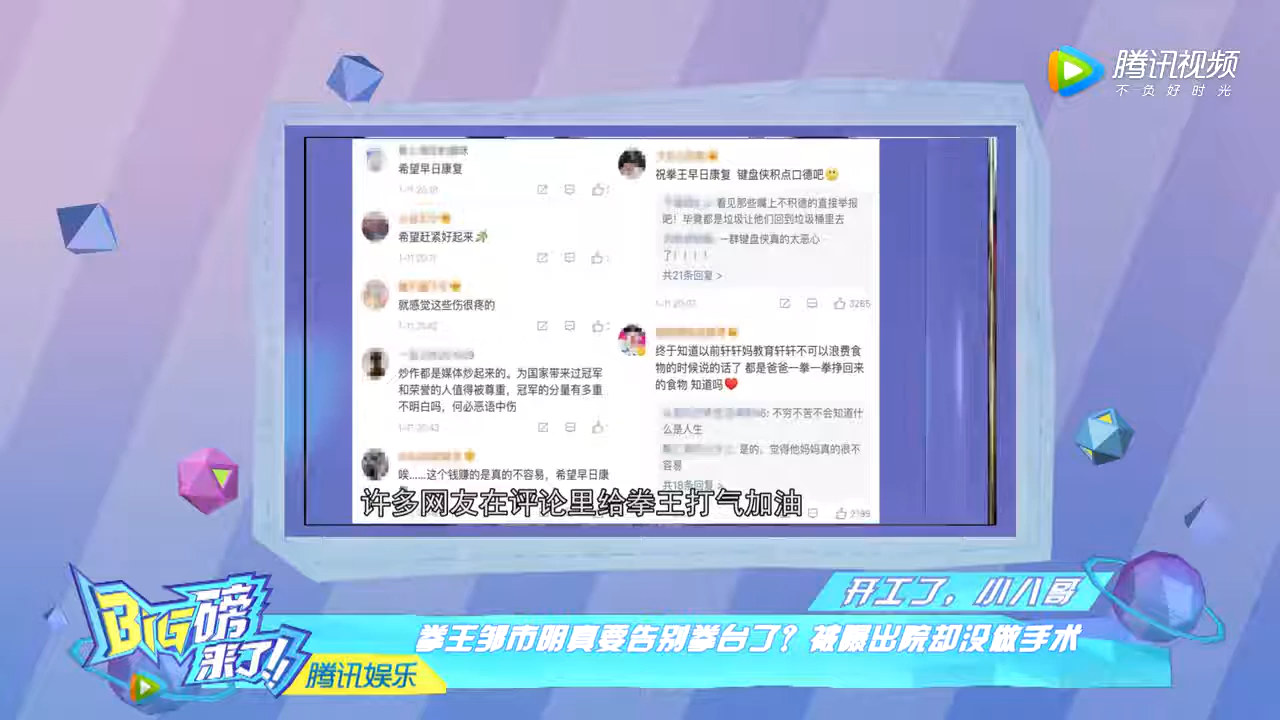 腾讯视频
不负好时光
希望早日康复
希望赶紧好起来
就感觉这些伤很疼的
炒作都是媒体炒起来的。为国家带来过冠军
和荣誉的人值得被尊重,冠军的分量有多重
不明白吗,何必恶语中伤
唉……这个钱赚的是真的不容易,希望早日康
祝拳王早日康复 键盘侠积点口德吧
看见那些嘴上不积德的直接举报
吧!毕竟都是垃圾让他们回到垃圾桶里去
一群键盘侠真的太恶心
了!!!!
共21条回复 >
3265
终于知道以前轩轩妈教育轩轩不可以浪费食
物的时候说的话了 都是爸爸一拳一拳挣回来
的食物 知道吗
不穷不苦不会知道什
么是人生
是的,觉得他妈妈真的很不
容易
共18条回复 >
2199
许多网友在评论里给拳王打气加油
开工了,小八哥
拳王邹市明真要告别拳台了?被曝出院却没做手术
BIG磅
来了!!
腾讯娱乐